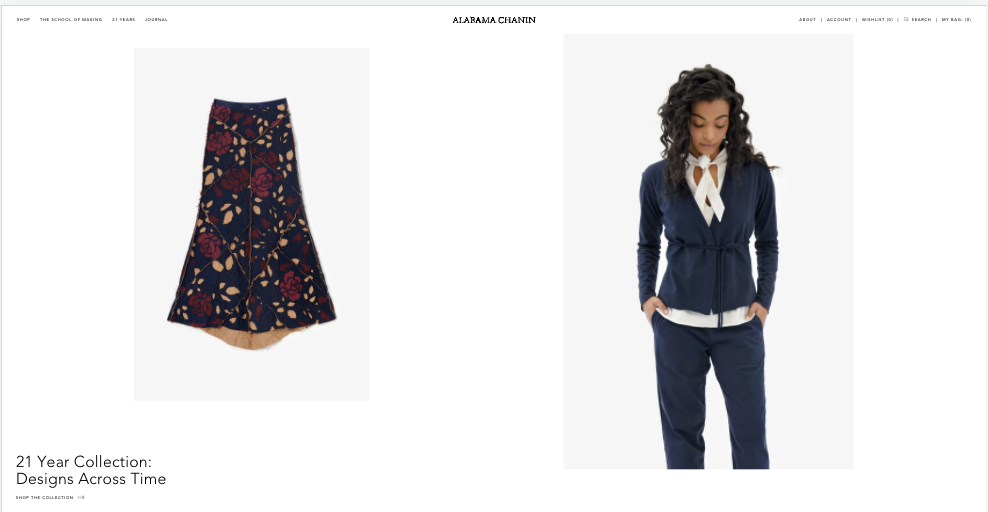 SHOP THE SCHOOL OF MAKING 21 YEARS JOURNAL
ALABAMA CHANIN
ABOUT | ACCOUNT | WISHLIST (0) | SEARCH | MY BAG: (0)
21 Year Collection:
Designs Across Time
SHOP THE COLLECTION